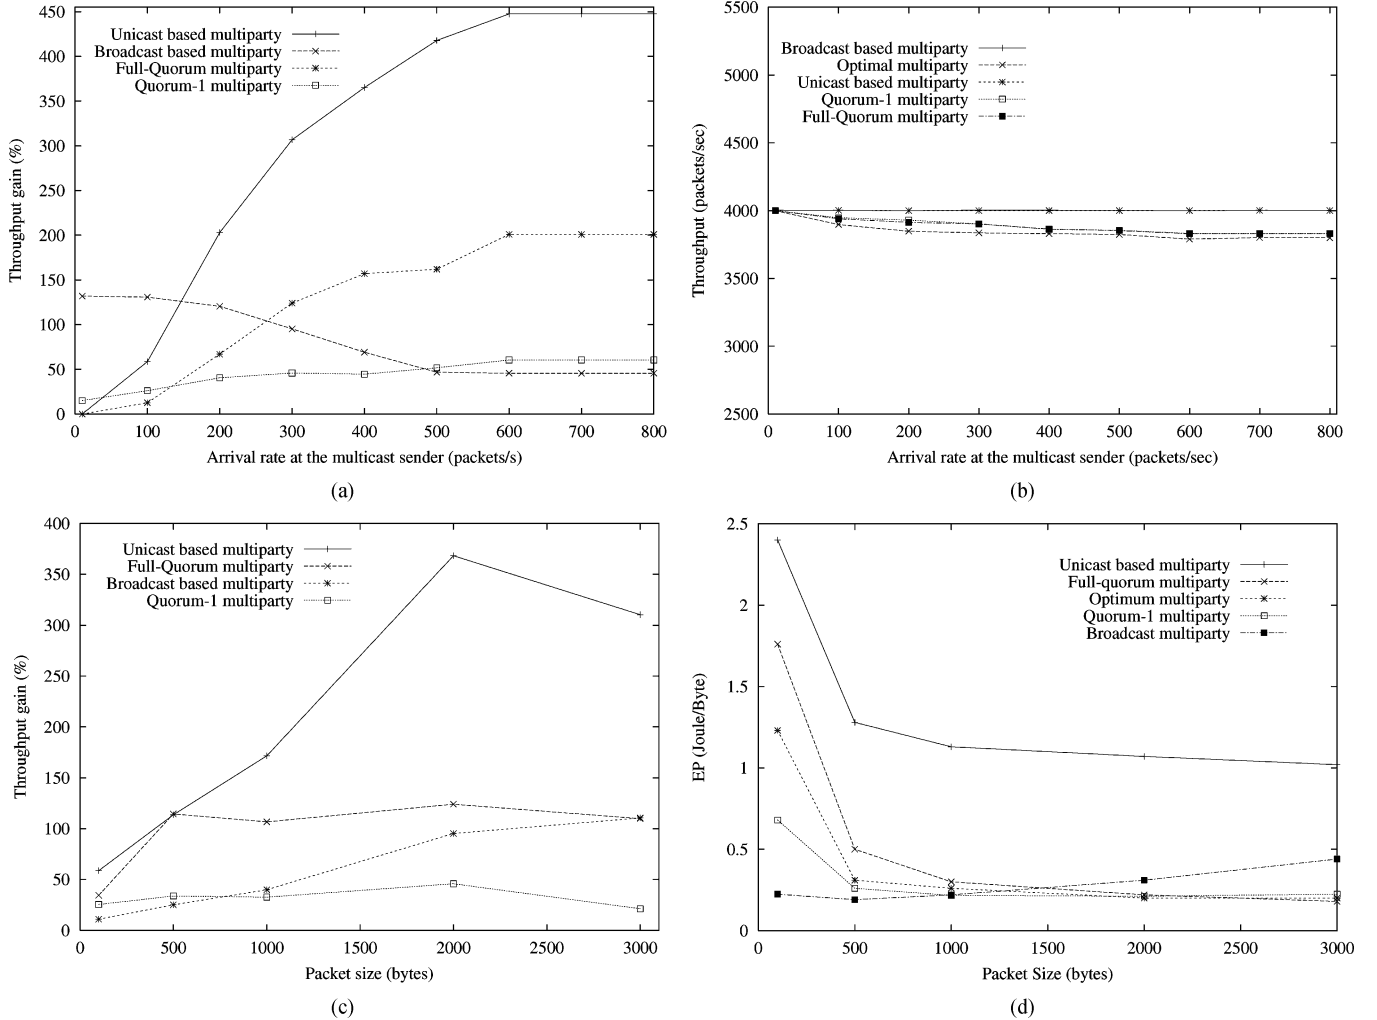 450
400
350
300
250
200
150
100
50
0
Throughput gain (%)
Unicast based multiparty
Broadcast based multiparty
Full-Quorum multiparty
Quorum-1 multiparty
0 100 200 300 400 500 600 700 800
Arrival rate at the multicast sender (packets/s)
(a)
5500
5000
4500
4000
3500
3000
2500
Throughput (packets/sec)
Broadcast based multiparty
Optimal multiparty
Unicast based multiparty
Quorum-1 multiparty
Full-Quorum multiparty
0 100 200 300 400 500 600 700 800
Arrival rate at the multicast sender (packets/sec)
(b)
400
350
300
250
200
150
100
50
0
Throughput gain (%)
Unicast based multiparty
Full-Quorum multiparty
Broadcast based multiparty
Quorum-1 multiparty
0 500 1000 1500 2000 2500 3000
Packet size (bytes)
(c)
2.5
2
1.5
1
0.5
0
EP (Joule/Byte)
Unicast based multiparty
Full-quorum multiparty
Optimum multiparty
Quorum-1 multiparty
Broadcast multiparty
0 500 1000 1500 2000 2500 3000
Packet Size (bytes)
(d)